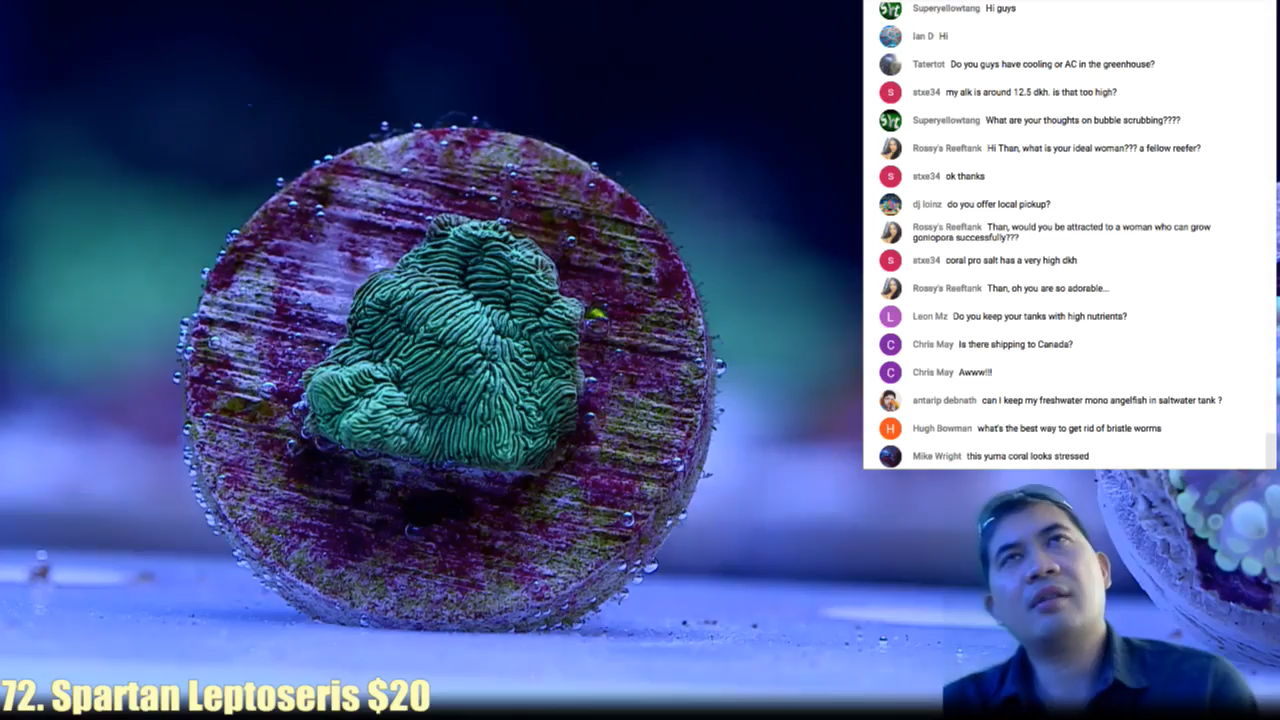 Superyellowtang Hi guys
Ian D Hi
Tatertot Do you guys have cooling or AC in the greenhouse?
S stxe34 my alk is around 12.5 dkh. is that too high?
Superyellowtang What are your thoughts on bubble scrubbing????
Rossy's Reeftank Hi Than, what is your ideal woman??? a fellow reefer?
S stxe34 ok thanks
dj loinz do you offer local pickup?
Rossy's Reeftank Than, would you be attracted to a woman who can grow
goniopora successfully???
S stxe34 coral pro salt has a very high dkh
Rossy's Reeftank Than, oh you are so adorable...
L Leon Mz Do you keep your tanks with high nutrients?
C Chris May Is there shipping to Canada?
C Chris May Awww!!!
antarip debnath can i keep my freshwater mono angelfish in saltwater tank ?
H Hugh Bowman what's the best way to get rid of bristle worms
Mike Wright this yuma coral looks stressed
72. Spartan Leptoseris $20